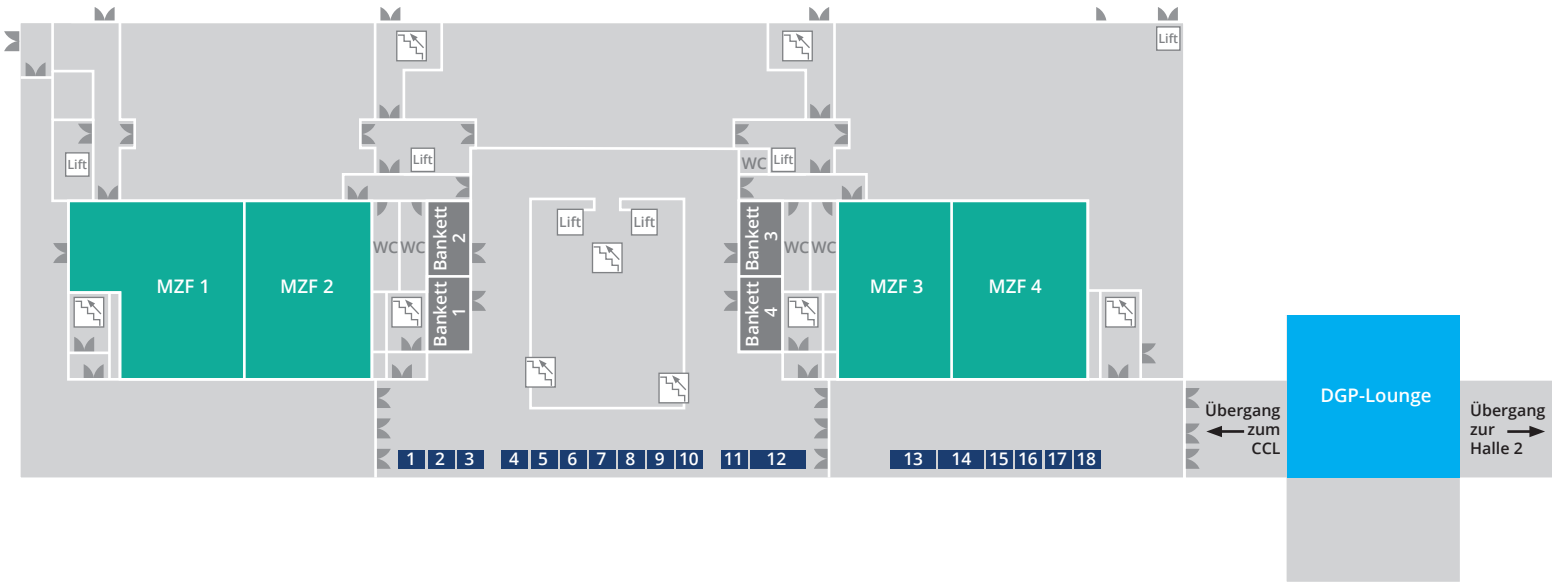 Lift
Lift
Lift
WC
Lift
Lift
Lift
WC
WC
Bankett
2
Bankett
1
Bankett
3
Bankett
4
WC
WC
MZF 1
MZF 2
MZF 3
MZF 4
DGP-Lounge
Übergang
zum
CCL
Übergang
zur
Halle 2
1
2
3
4
5
6
7
8
9
10
11
12
13
14
15
16
17
18